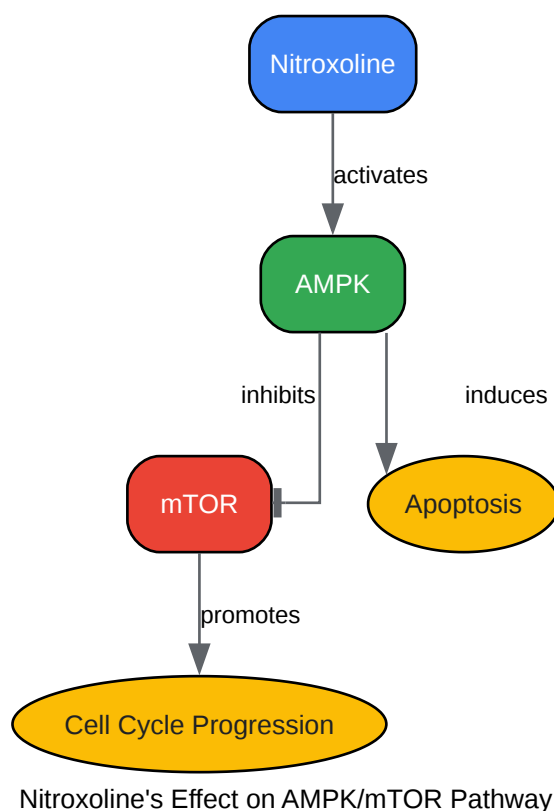 Nitroxoline
activates
AMPK
inhibits
induces
mTOR
Apoptosis
promotes
Cell Cycle Progression
Nitroxoline's Effect on AMPK/mTOR Pathway